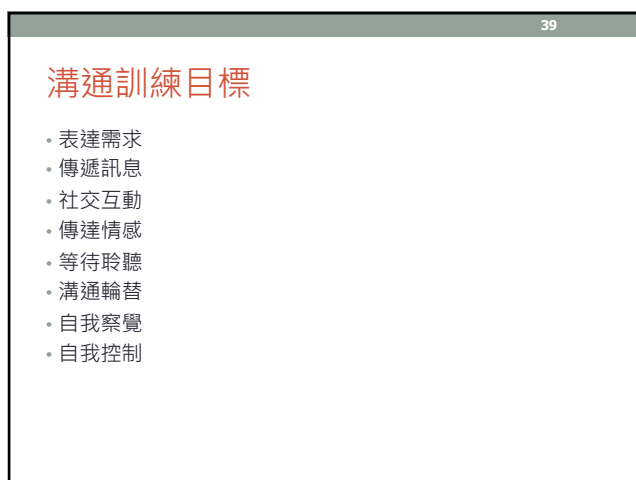 39
溝通訓練目標
• 表達需求
• 傳遞訊息
• 社交互動
• 傳達情感
• 等待聆聽
• 溝通輪替
• 自我察覺
• 自我控制